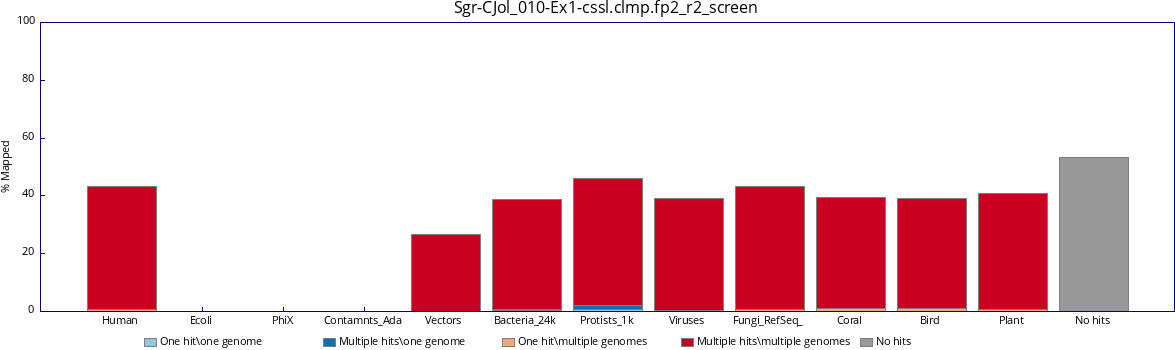 Sgr-CJol_010-Ex1-cssl.clmp.fp2_r2_screen
100
80
60
40
20
0
% Mapped
Human Ecoli PhiX Contamnts_Ada Vectors Bacteria_24k Protists_1k Viruses Fungi_RefSeq_ Coral Bird Plant No hits
One hit\one genome Multiple hits\one genome One hit\multiple genomes Multiple hits\multiple genomes No hits